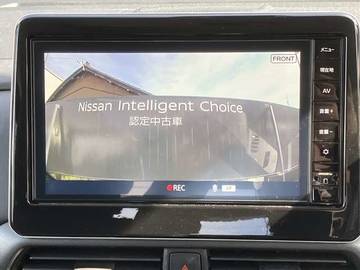 FRONT
Nissan Intelligent Choice
認定中古車
REC
メニュー
現在地
AV
音量 +
音量 −